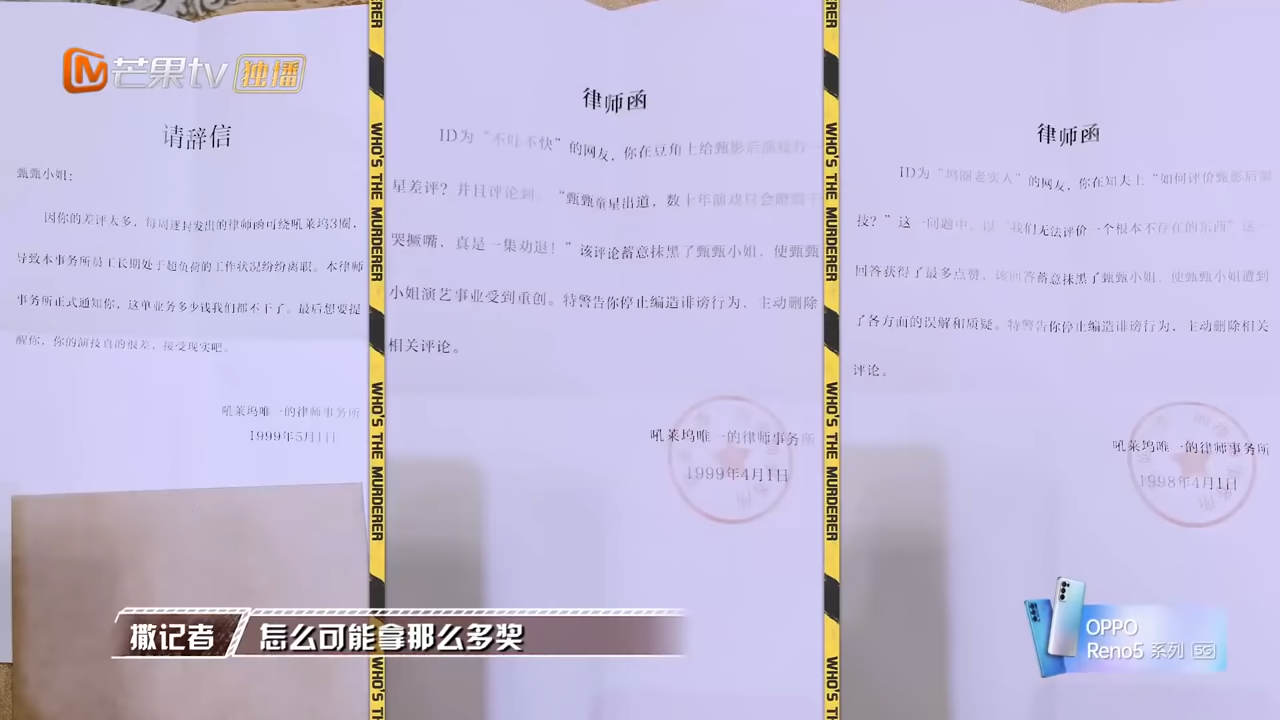 芒果tv 独播
请辞信
甄甄小姐：
因你的差评太多，每周逐封发出的律师函可绕吼莱坞3圈，
导致本事务所员工长期处于超负荷的工作状况纷纷离职。本律师
事务所正式通知你，这单业务多少钱我们都不干了。最后想要提
醒你，你的演技真的很差，接受现实吧。
吼莱坞唯一的律师事务所
1999年5月1日
WHO'S THE MURDERER
律师函
ID为“不吐不快”的网友，你在豆角上给甄影后演技有一
星差评？并且评论到：“甄甄童星出道，数十年演戏只会瞪眼干
哭撅嘴，真是一集劝退！”该评论蓄意抹黑了甄甄小姐，使甄甄
小姐演艺事业受到重创。特警告你停止编造诽谤行为，主动删除
相关评论。
吼莱坞唯一的律师事务所
1999年4月1日
WHO'S THE MURDERER
律师函
ID为“坞圈老实人”的网友，你在知夫上“如何评价甄影后演
技？”这一问题中，以“我们无法评价一个根本不存在的东西”这
回答获得了最多点赞，该回答蓄意抹黑了甄甄小姐，使甄甄小姐遭到
了各方面的误解和质疑。特警告你停止编造诽谤行为，主动删除相关
评论。
吼莱坞唯一的律师事务所
1998年4月1日
撒记者
怎么可能拿那么多奖
OPPO
Reno5 系列 5G